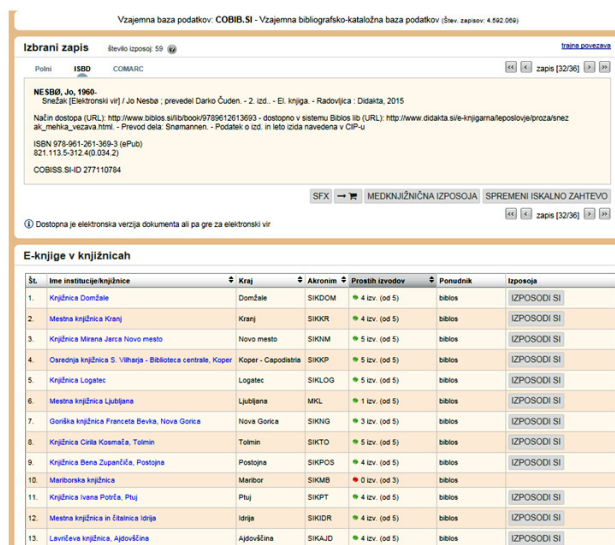 Vzajemna baza podatkov: COBIB.SI - Vzajemna bibliografsko-kataložna baza podatkov (Štev. zapisov: 4.592.069)
Izbrani zapis število izposoj: 59 trajna povezava
Polni ISBD COMARC << < zapis [32/36] > >>
NESBØ, Jo, 1960-
Snežak [Elektronski vir] / Jo Nesbø ; prevedel Darko Čuden. - 2. izd.. - El. knjiga. - Radovljica : Didakta, 2015
Način dostopa (URL): http://www.biblos.si/lib/book/9789612613693 - dostopno v sistemu Biblos lib (URL): http://www.didakta.si/e-knjigarna/leposlovje/proza/snez
ak_mehka_vezava.html. - Prevod dela: Snømannen. - Podatek o izd. in leto izida navedena v CIP-u
ISBN 978-961-261-369-3 (ePub)
821.113.5-312.4(0.034.2)
COBISS.SI-ID 277110784
SFX → MEDKNJIŽNIČNA IZPOSOJA SPREMENI ISKALNO ZAHTEVO
<< < zapis [32/36] > >>
Dostopna je elektronska verzija dokumenta ali pa gre za elektronski vir
E-knjige v knjižnicah
Št. Ime institucije/knjižnice Kraj Akronim Prostih izvodov Ponudnik Izposoja
1. Knjižnica Domžale Domžale SIKDOM 4 izv. (od 5) biblos IZPOSODI SI
2. Mestna knjižnica Kranj Kranj SIKKR 4 izv. (od 5) biblos IZPOSODI SI
3. Knjižnica Mirana Jarca Novo mesto Novo mesto SIKNM 5 izv. (od 5) biblos IZPOSODI SI
4. Osrednja knjižnica S. Vilharja - Biblioteca centrale, Koper Koper - Capodistria SIKKP 5 izv. (od 5) biblos IZPOSODI SI
5. Knjižnica Logatec Logatec SIKLOG 5 izv. (od 5) biblos IZPOSODI SI
6. Mestna knjižnica Ljubljana Ljubljana MKL 1 izv. (od 5) biblos IZPOSODI SI
7. Goriška knjižnica Franceta Bevka, Nova Gorica Nova Gorica SIKNG 3 izv. (od 5) biblos IZPOSODI SI
8. Knjižnica Cirila Kosmača, Tolmin Tolmin SIKTO 5 izv. (od 5) biblos IZPOSODI SI
9. Knjižnica Bena Zupančiča, Postojna Postojna SIKPOS 4 izv. (od 5) biblos IZPOSODI SI
10. Mariborska knjižnica Maribor SIKMB 0 izv. (od 3) biblos
11. Knjižnica Ivana Potrča, Ptuj Ptuj SIKPT 4 izv. (od 5) biblos IZPOSODI SI
12. Mestna knjižnica in čitalnica Idrija Idrija SIKIDR 4 izv. (od 5) biblos IZPOSODI SI
13. Lavričeva knjižnica, Ajdovščina Ajdovščina SIKAJD 5 izv. (od 5) biblos IZPOSODI SI